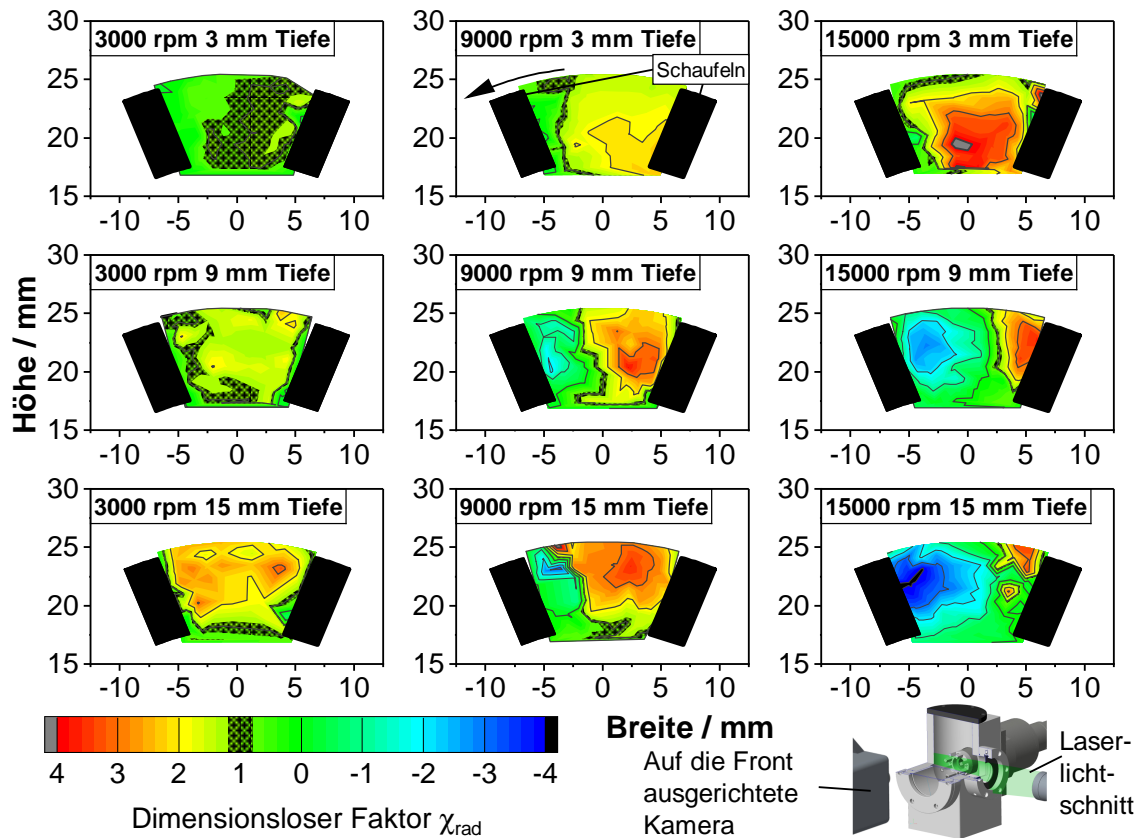 3000 rpm 3 mm Tiefe
9000 rpm 3 mm Tiefe
15000 rpm 3 mm Tiefe
Schaufeln
30
25
20
15
-10 -5 0 5 10
30
25
20
15
-10 -5 0 5 10
30
25
20
15
-10 -5 0 5 10
Höhe / mm
3000 rpm 9 mm Tiefe
9000 rpm 9 mm Tiefe
15000 rpm 9 mm Tiefe
30
25
20
15
-10 -5 0 5 10
30
25
20
15
-10 -5 0 5 10
30
25
20
15
-10 -5 0 5 10
3000 rpm 15 mm Tiefe
9000 rpm 15 mm Tiefe
15000 rpm 15 mm Tiefe
30
25
20
15
-10 -5 0 5 10
30
25
20
15
-10 -5 0 5 10
30
25
20
15
-10 -5 0 5 10
Breite / mm
4 3 2 1 0 -1 -2 -3 -4
Dimensionsloser Faktor χrad
Auf die Front
ausgerichtete
Kamera
Laser-
licht-
schnitt